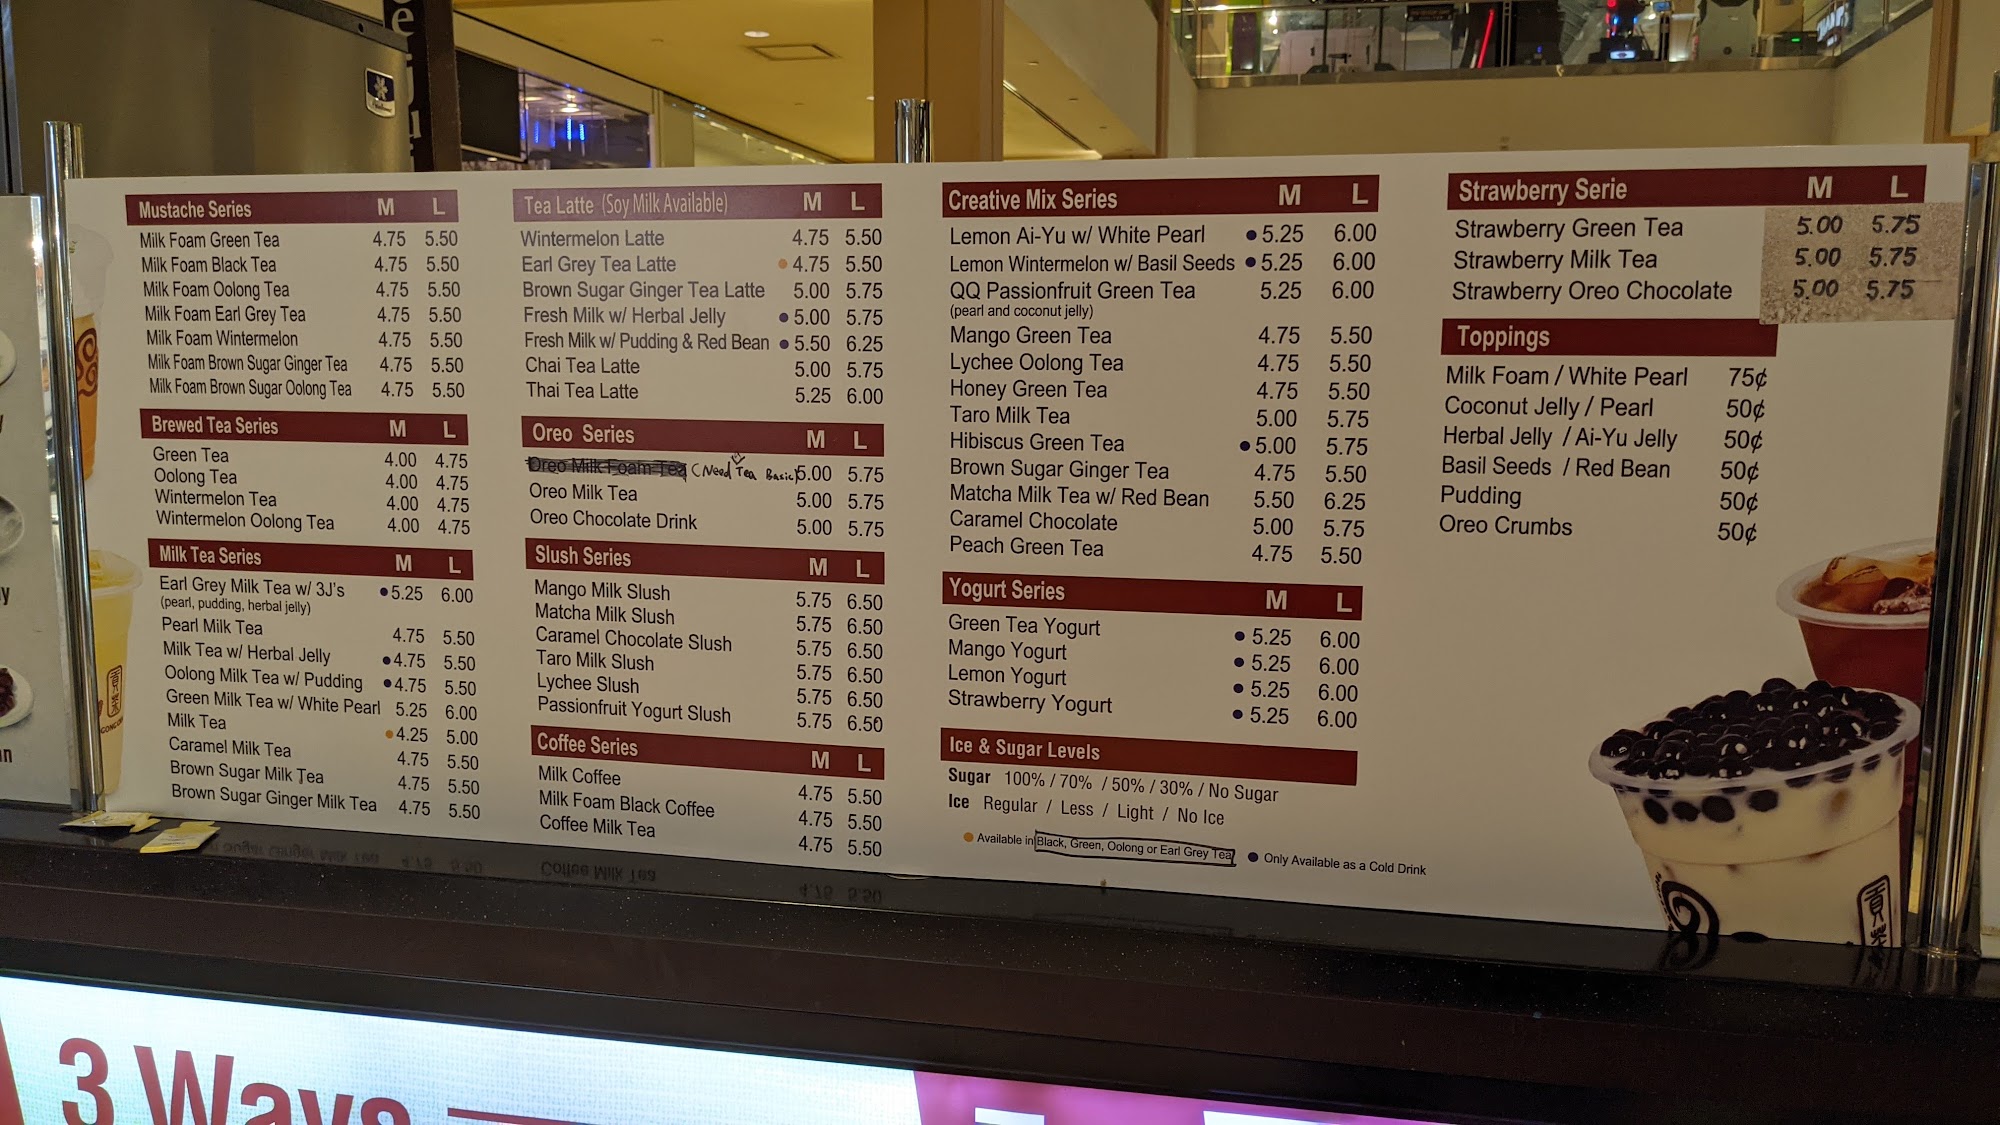 Mustache Series M L
Milk Foam Green Tea 4.75 5.50
Milk Foam Black Tea 4.75 5.50
Milk Foam Oolong Tea 4.75 5.50
Milk Foam Earl Grey Tea 4.75 5.50
Milk Foam Wintermelon 4.75 5.50
Milk Foam Brown Sugar Ginger Tea 4.75 5.50
Milk Foam Brown Sugar Oolong Tea 4.75 5.50
Brewed Tea Series M L
Green Tea 4.00 4.75
Oolong Tea 4.00 4.75
Wintermelon Tea 4.00 4.75
Wintermelon Oolong Tea 4.00 4.75
Milk Tea Series M L
Earl Grey Milk Tea w/ 3J's 5.25 6.00
(pearl, pudding, herbal jelly)
Pearl Milk Tea 4.75 5.50
Milk Tea w/ Herbal Jelly 4.75 5.50
Oolong Milk Tea w/ Pudding 4.75 5.50
Green Milk Tea w/ White Pearl 5.25 6.00
Milk Tea 4.25 5.00
Caramel Milk Tea 4.75 5.50
Brown Sugar Milk Tea 4.75 5.50
Brown Sugar Ginger Milk Tea 4.75 5.50
Tea Latte (Soy Milk Available) M L
Wintermelon Latte 4.75 5.50
Earl Grey Tea Latte 4.75 5.50
Brown Sugar Ginger Tea Latte 5.00 5.75
Fresh Milk w/ Herbal Jelly 5.00 5.75
Fresh Milk w/ Pudding & Red Bean 5.50 6.25
Chai Tea Latte 5.00 5.75
Thai Tea Latte 5.25 6.00
Oreo Series M L
Oreo Milk Foam Tea (Need Tea Basic) 5.00 5.75
Oreo Milk Tea 5.00 5.75
Oreo Chocolate Drink 5.00 5.75
Slush Series M L
Mango Milk Slush 5.75 6.50
Matcha Milk Slush 5.75 6.50
Caramel Chocolate Slush 5.75 6.50
Taro Milk Slush 5.75 6.50
Lychee Slush 5.75 6.50
Passionfruit Yogurt Slush 5.75 6.50
Coffee Series M L
Milk Coffee 4.75 5.50
Milk Foam Black Coffee 4.75 5.50
Coffee Milk Tea 4.75 5.50
Creative Mix Series M L
Lemon Ai-Yu w/ White Pearl 5.25 6.00
Lemon Wintermelon w/ Basil Seeds 5.25 6.00
QQ Passionfruit Green Tea 5.25 6.00
(pearl and coconut jelly)
Mango Green Tea 4.75 5.50
Lychee Oolong Tea 4.75 5.50
Honey Green Tea 4.75 5.50
Taro Milk Tea 5.00 5.75
Hibiscus Green Tea 5.00 5.75
Brown Sugar Ginger Tea 4.75 5.50
Matcha Milk Tea w/ Red Bean 5.50 6.25
Caramel Chocolate 5.00 5.75
Peach Green Tea 4.75 5.50
Yogurt Series M L
Green Tea Yogurt 5.25 6.00
Mango Yogurt 5.25 6.00
Lemon Yogurt 5.25 6.00
Strawberry Yogurt 5.25 6.00
Ice & Sugar Levels
Sugar 100% / 70% / 50% / 30% / No Sugar
Ice Regular / Less / Light / No Ice
Available in Black, Green, Oolong or Earl Grey Tea Only Available as a Cold Drink
Strawberry Serie M L
Strawberry Green Tea 5.00 5.75
Strawberry Milk Tea 5.00 5.75
Strawberry Oreo Chocolate 5.00 5.75
Toppings
Milk Foam / White Pearl 75¢
Coconut Jelly / Pearl 50¢
Herbal Jelly / Ai-Yu Jelly 50¢
Basil Seeds / Red Bean 50¢
Pudding 50¢
Oreo Crumbs 50¢
貢茶
貢茶
3 Ways